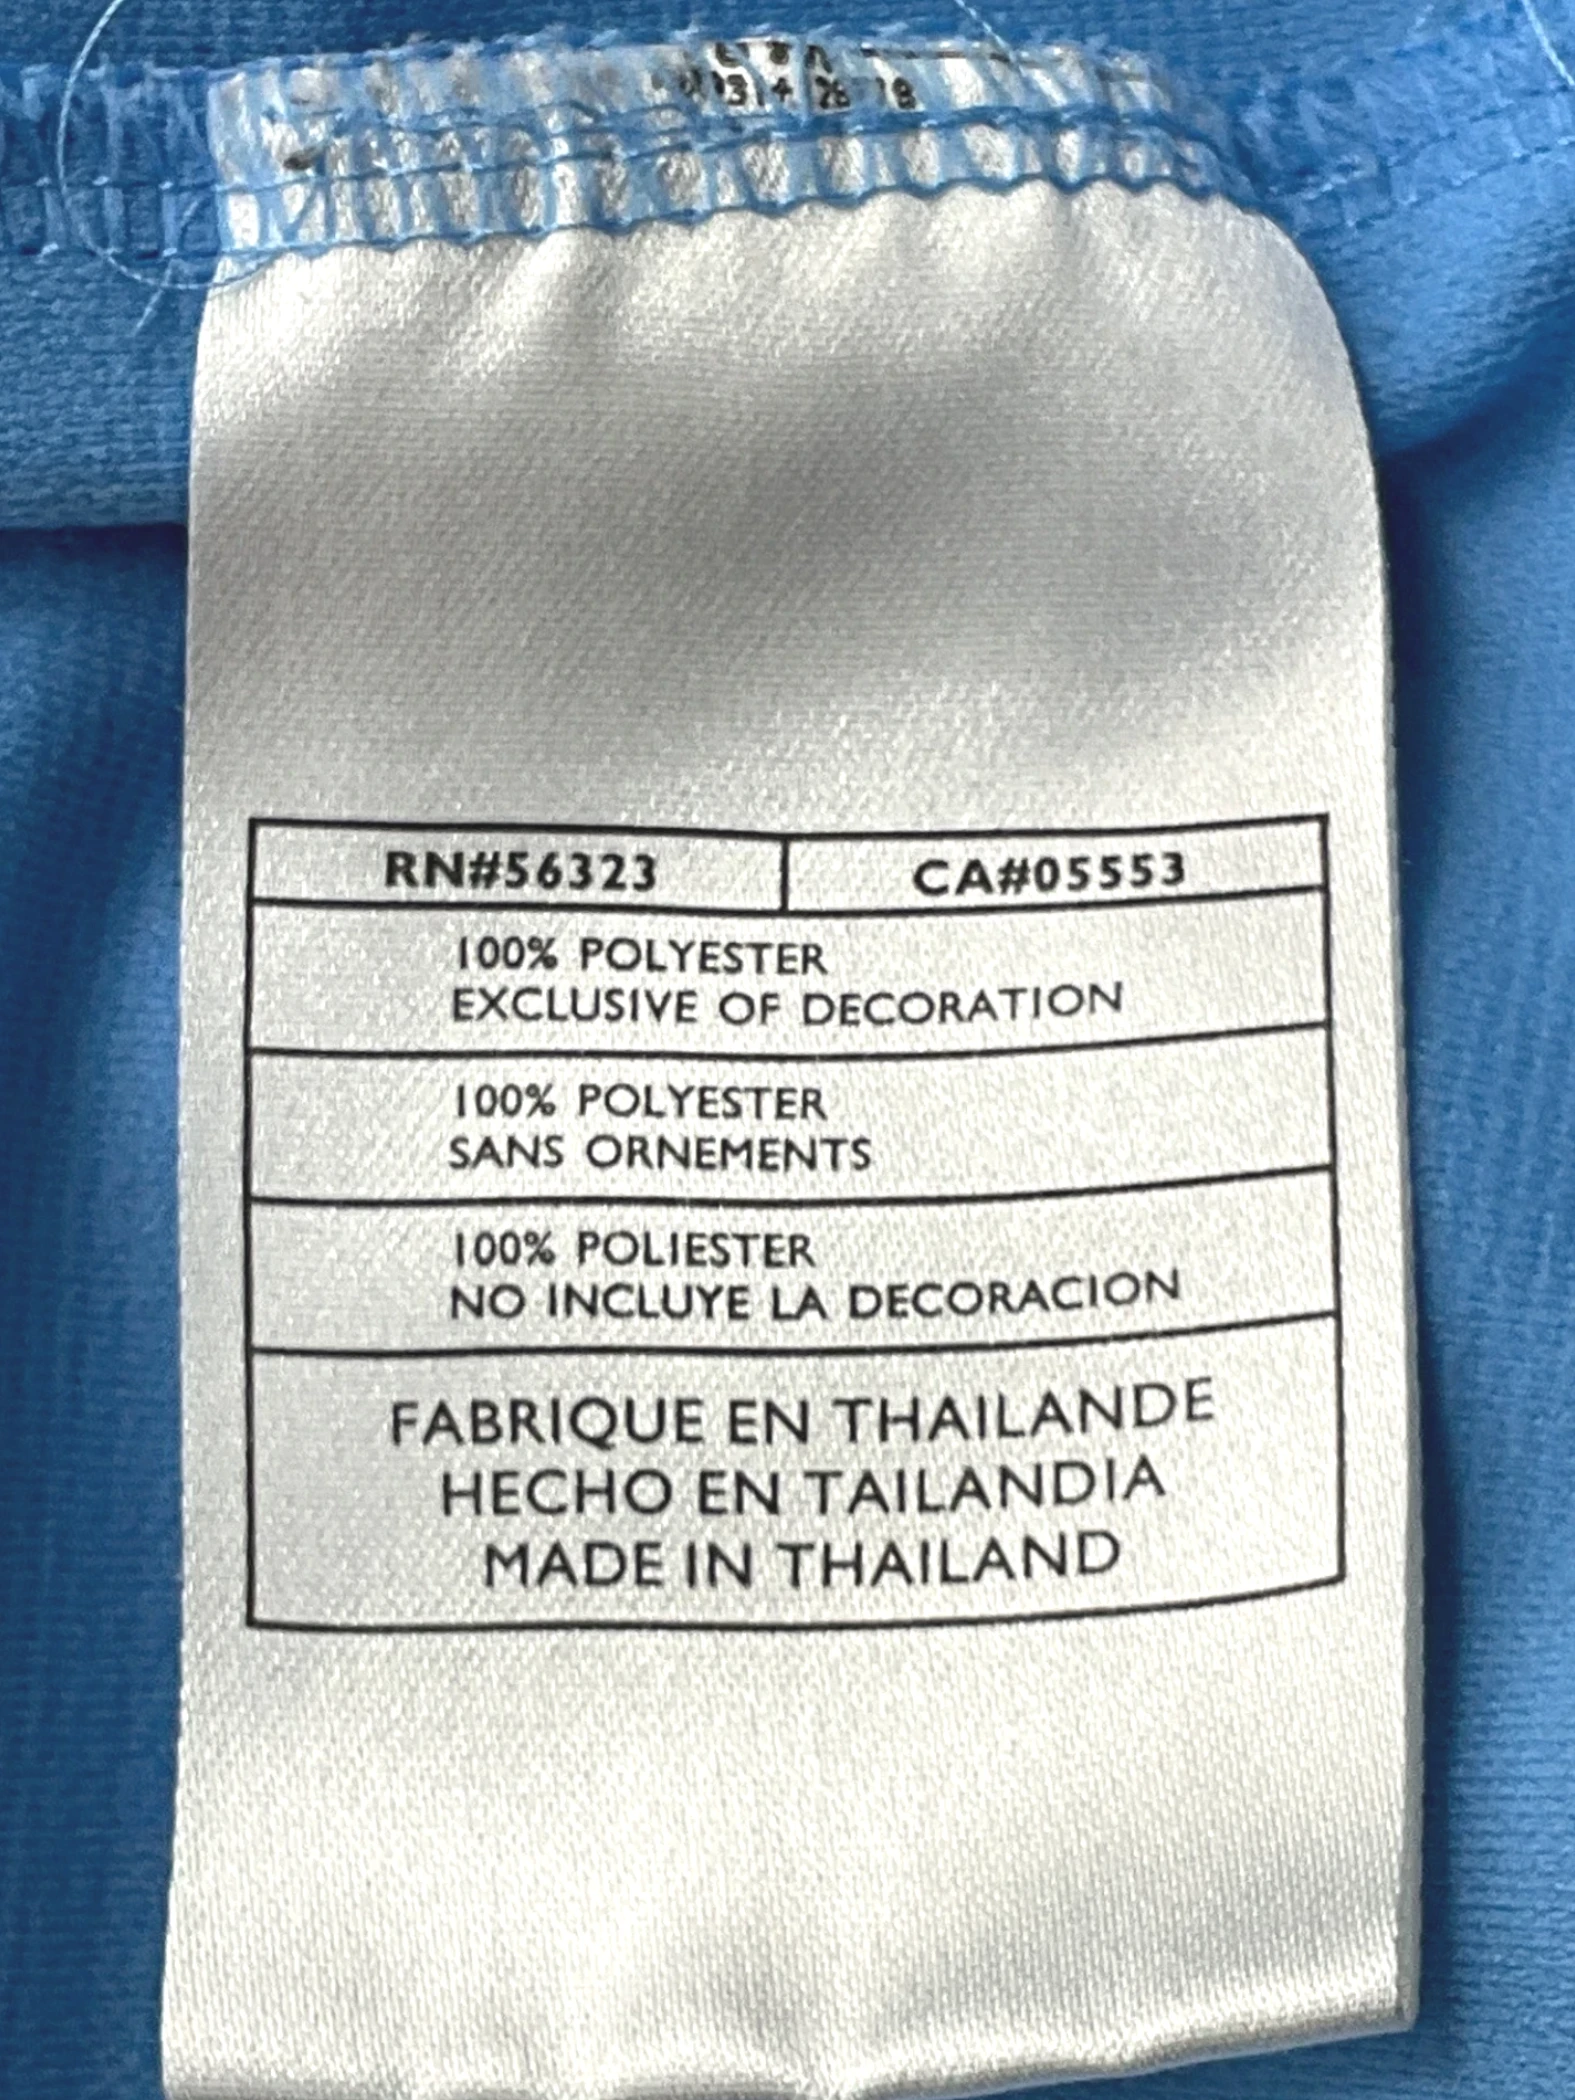 RN#56323 CA#05553
100% POLYESTER
EXCLUSIVE OF DECORATION
100% POLYESTER
SANS ORNEMENTS
100% POLIESTER
NO INCLUYE LA DECORACION
FABRIQUE EN THAILANDE
HECHO EN TAILANDIA
MADE IN THAILAND